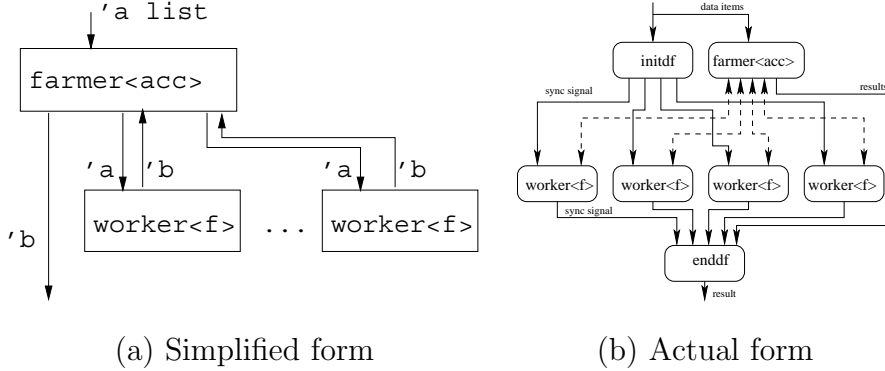 'a list
farmer<acc>
'a
'b
'a
'b
worker<f>
...
worker<f>
'b
(a) Simplified form
data items
initdf
farmer<acc>
sync signal
results
worker<f>
worker<f>
worker<f>
worker<f>
sync signal
enddf
result
(b) Actual form